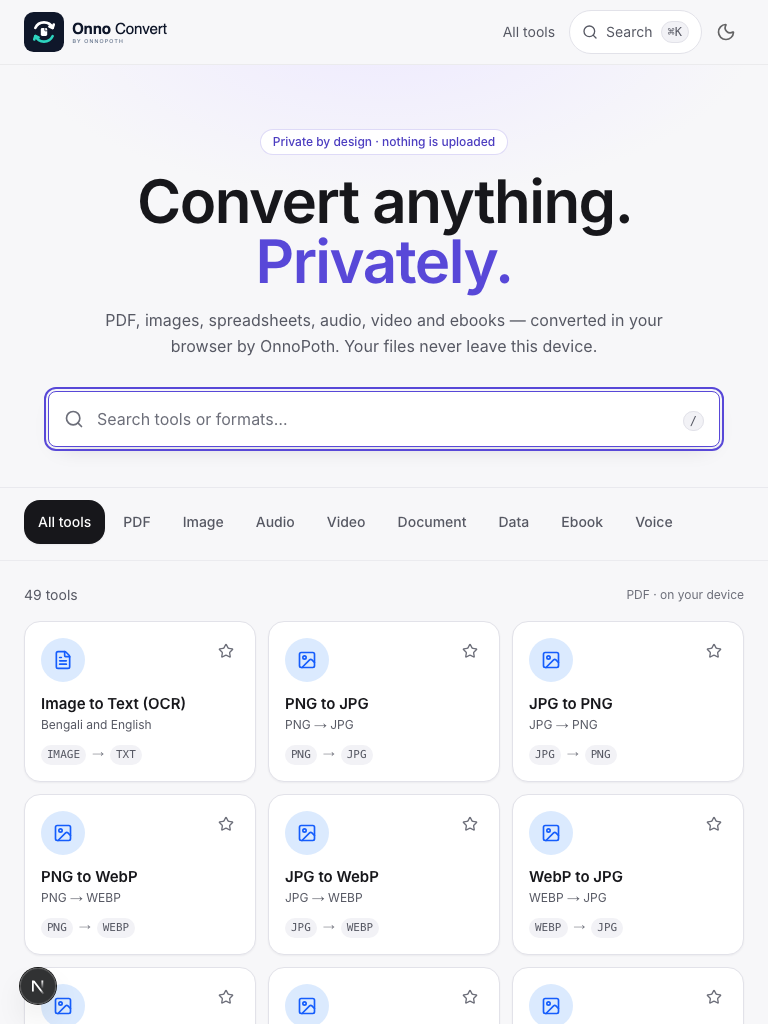 Onno Convert
BY ONNOPOTH
All tools
Search ⌘K
Private by design · nothing is uploaded
Convert anything.
Privately.
PDF, images, spreadsheets, audio, video and ebooks — converted in your
browser by OnnoPoth. Your files never leave this device.
Search tools or formats...
/
All tools PDF Image Audio Video Document Data Ebook Voice
49 tools
PDF · on your device
Image to Text (OCR)
Bengali and English
IMAGE → TXT
PNG to JPG
PNG → JPG
PNG → JPG
JPG to PNG
JPG → PNG
JPG → PNG
PNG to WebP
PNG → WEBP
PNG → WEBP
JPG to WebP
JPG → WEBP
JPG → WEBP
WebP to JPG
WEBP → JPG
WEBP → JPG
N